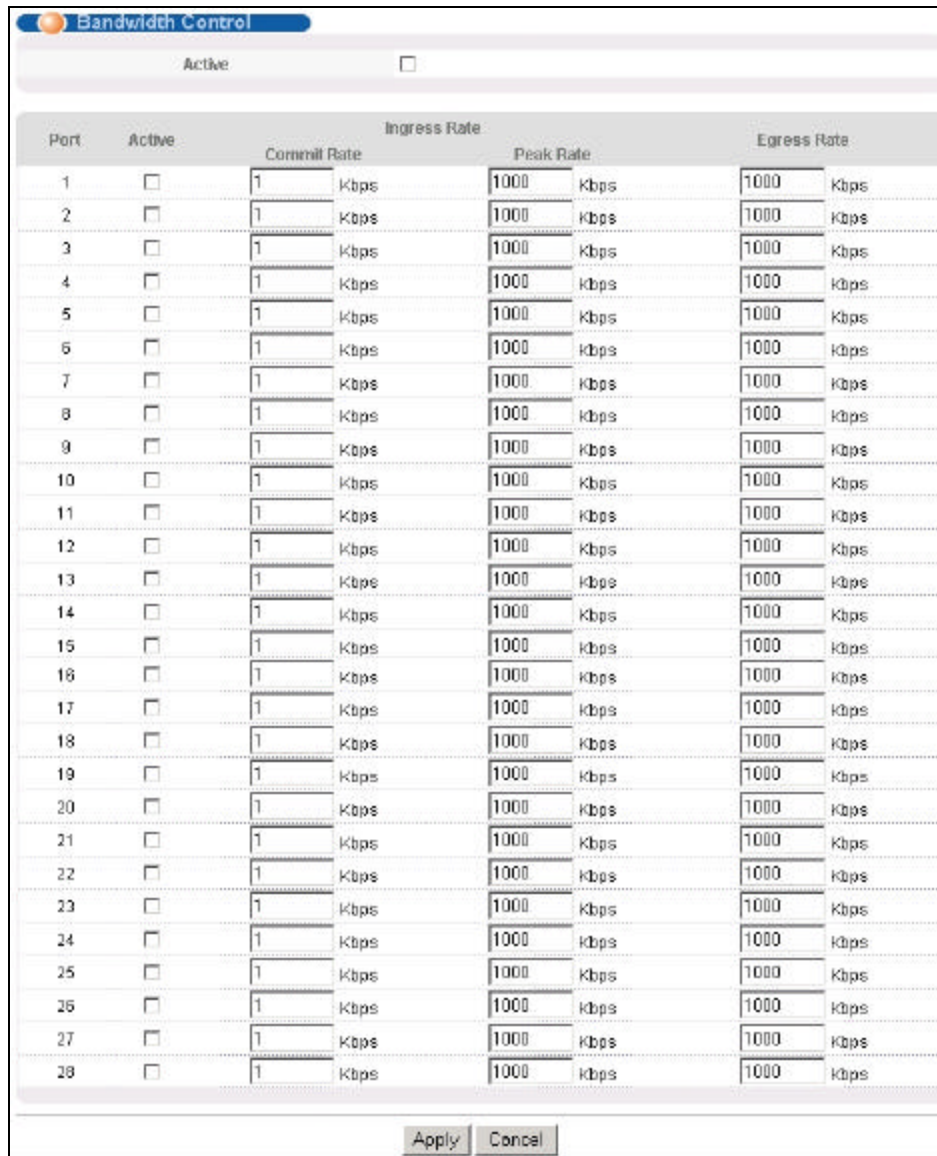 Bandwidth Control
Active
Port Active Ingress Rate Egress Rate
Commit Rate Peak Rate
1 1 Kbps 1000 Kbps 1000 Kbps
2 1 Kbps 1000 Kbps 1000 Kbps
3 1 Kbps 1000 Kbps 1000 Kbps
4 1 Kbps 1000 Kbps 1000 Kbps
5 1 Kbps 1000 Kbps 1000 Kbps
6 1 Kbps 1000 Kbps 1000 Kbps
7 1 Kbps 1000 Kbps 1000 Kbps
8 1 Kbps 1000 Kbps 1000 Kbps
9 1 Kbps 1000 Kbps 1000 Kbps
10 1 Kbps 1000 Kbps 1000 Kbps
11 1 Kbps 1000 Kbps 1000 Kbps
12 1 Kbps 1000 Kbps 1000 Kbps
13 1 Kbps 1000 Kbps 1000 Kbps
14 1 Kbps 1000 Kbps 1000 Kbps
15 1 Kbps 1000 Kbps 1000 Kbps
16 1 Kbps 1000 Kbps 1000 Kbps
17 1 Kbps 1000 Kbps 1000 Kbps
18 1 Kbps 1000 Kbps 1000 Kbps
19 1 Kbps 1000 Kbps 1000 Kbps
20 1 Kbps 1000 Kbps 1000 Kbps
21 1 Kbps 1000 Kbps 1000 Kbps
22 1 Kbps 1000 Kbps 1000 Kbps
23 1 Kbps 1000 Kbps 1000 Kbps
24 1 Kbps 1000 Kbps 1000 Kbps
25 1 Kbps 1000 Kbps 1000 Kbps
26 1 Kbps 1000 Kbps 1000 Kbps
27 1 Kbps 1000 Kbps 1000 Kbps
28 1 Kbps 1000 Kbps 1000 Kbps
Apply Cancel